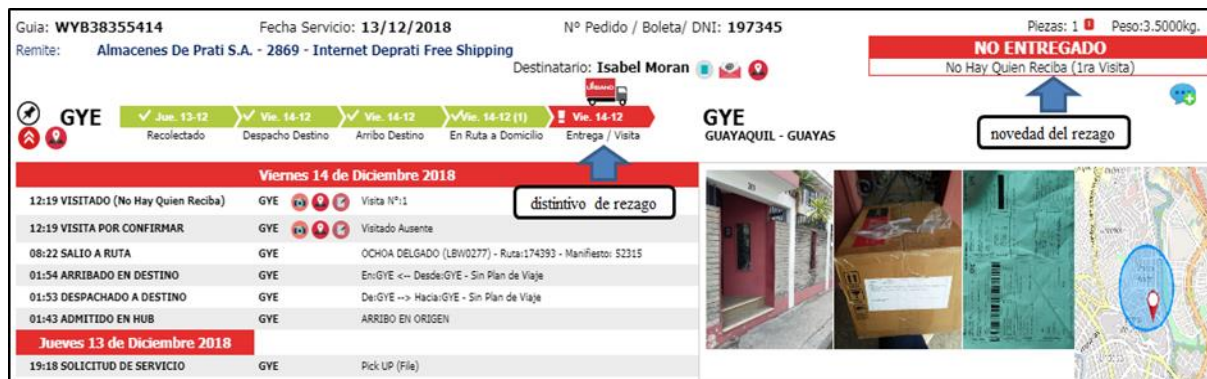 Guia: WYB38355414 Fecha Servicio: 13/12/2018 Nº Pedido / Boleta/ DNI: 197345 Piezas: 1 Peso:3.5000kg.
Remite: Almacenes De Prati S.A. - 2869 - Internet Deprati Free Shipping
NO ENTREGADO
No Hay Quien Reciba (1ra Visita)
Destinatario: Isabel Moran
URBANO
GYE
Jue. 13-12 Vie. 14-12 Vie. 14-12 Vie. 14-12 (1) Vie. 14-12
Recolectado Despacho Destino Arribo Destino En Ruta a Domicilio Entrega / Visita
GYE
GUAYAQUIL - GUAYAS
novedad del rezago
distintivo de rezago
Viernes 14 de Diciembre 2018
12:19 VISITADO (No Hay Quien Reciba) GYE Visita Nº:1
12:19 VISITA POR CONFIRMAR GYE Visitado Ausente
08:22 SALIO A RUTA GYE OCHOA DELGADO (LBW0277) - Ruta:174393 - Manifiesto: 52315
01:54 ARRIBADO EN DESTINO GYE En:GYE <-- Desde:GYE - Sin Plan de Viaje
01:53 DESPACHADO A DESTINO GYE De:GYE --> Hacia:GYE - Sin Plan de Viaje
01:43 ADMITIDO EN HUB GYE ARRIBO EN ORIGEN
Jueves 13 de Diciembre 2018
19:18 SOLICITUD DE SERVICIO GYE Pick UP (File)